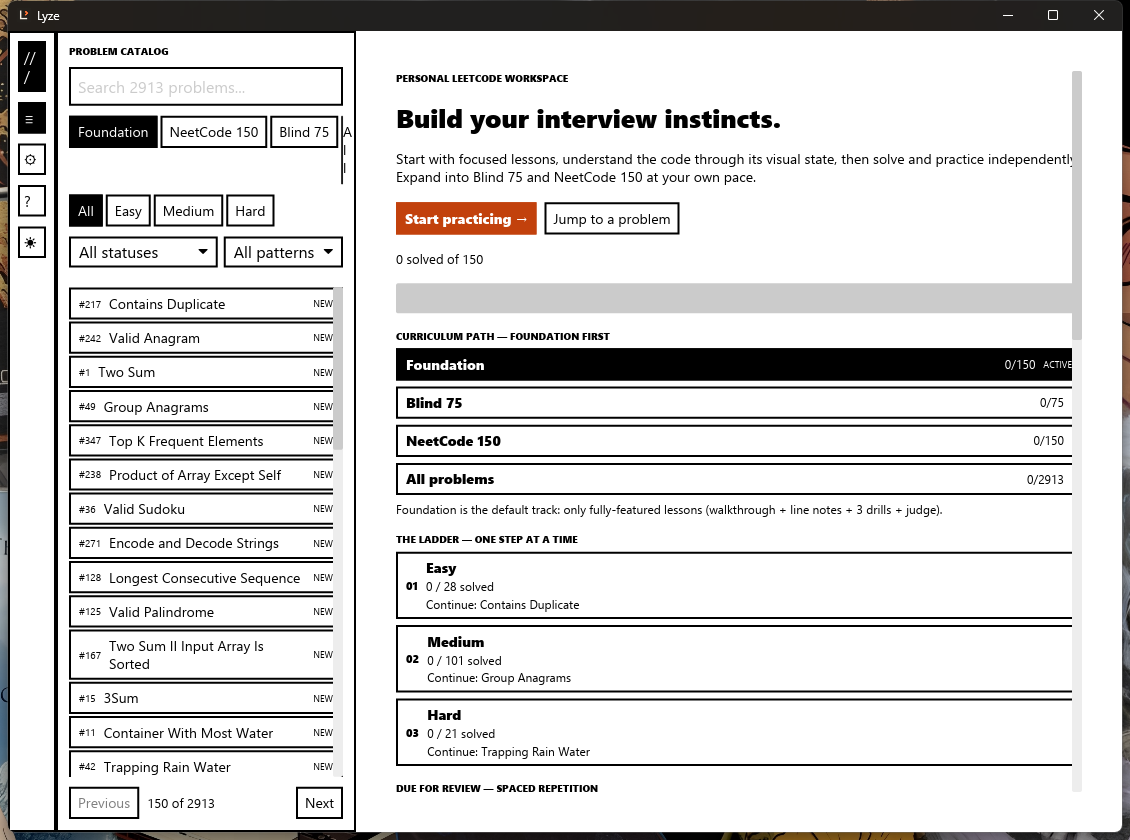 Lyze
//
/
PROBLEM CATALOG
Search 2913 problems...
Foundation
NeetCode 150
Blind 75
A
l
l
?
All
Easy
Medium
Hard
All statuses
All patterns
#217 Contains Duplicate NEW
#242 Valid Anagram NEW
#1 Two Sum NEW
#49 Group Anagrams NEW
#347 Top K Frequent Elements NEW
#238 Product of Array Except Self NEW
#36 Valid Sudoku NEW
#271 Encode and Decode Strings NEW
#128 Longest Consecutive Sequence NEW
#125 Valid Palindrome NEW
#167 Two Sum II Input Array Is
Sorted NEW
#15 3Sum NEW
#11 Container With Most Water NEW
#42 Trapping Rain Water NEW
Previous
150 of 2913
Next
PERSONAL LEETCODE WORKSPACE
Build your interview instincts.
Start with focused lessons, understand the code through its visual state, then solve and practice independently
Expand into Blind 75 and NeetCode 150 at your own pace.
Start practicing →
Jump to a problem
0 solved of 150
CURRICULUM PATH — FOUNDATION FIRST
Foundation 0/150 ACTIVE
Blind 75 0/75
NeetCode 150 0/150
All problems 0/2913
Foundation is the default track: only fully-featured lessons (walkthrough + line notes + 3 drills + judge).
THE LADDER — ONE STEP AT A TIME
01
Easy
0 / 28 solved
Continue: Contains Duplicate
02
Medium
0 / 101 solved
Continue: Group Anagrams
03
Hard
0 / 21 solved
Continue: Trapping Rain Water
DUE FOR REVIEW — SPACED REPETITION